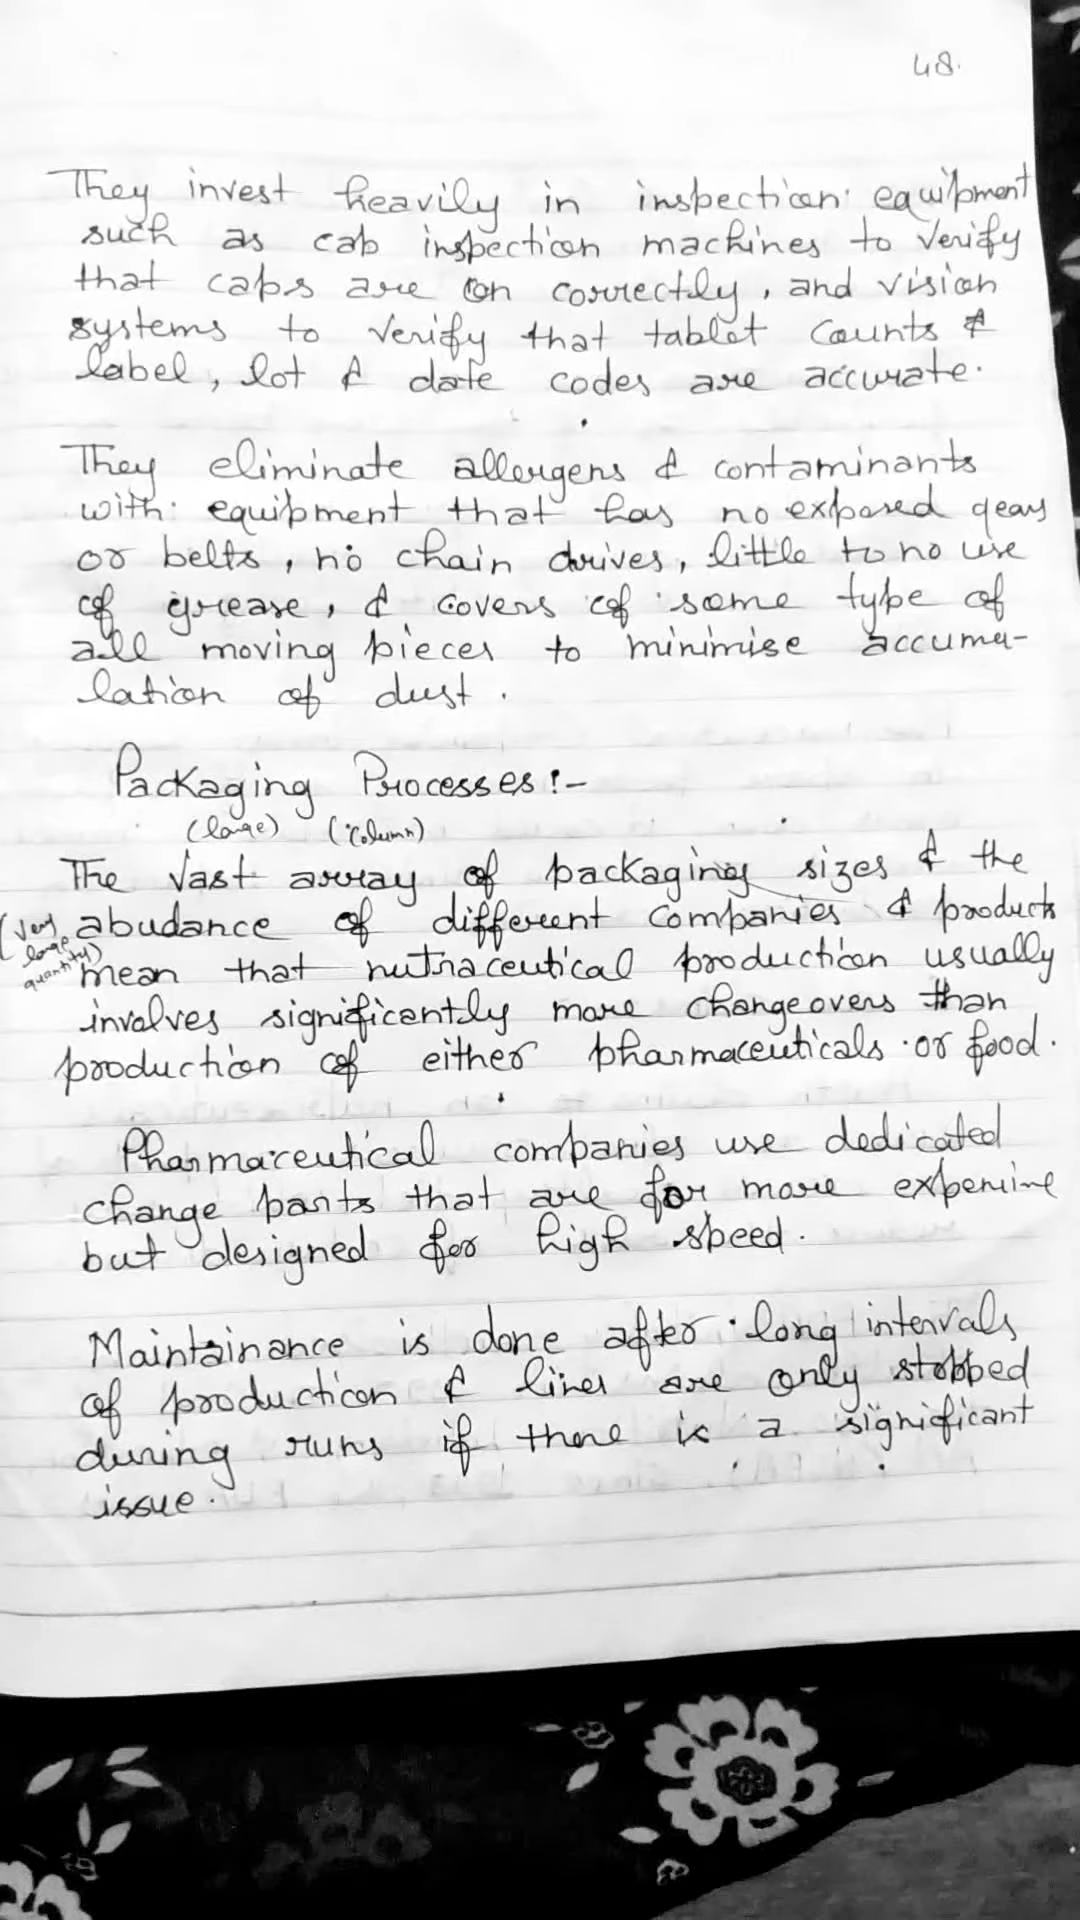 48.
They invest heavily in inspection equipment
such as cap inspection machines to verify
that caps are on correctly, and vision
systems to verify that tablet counts &
label, lot & date codes are accurate.
They eliminate allergens & contaminants
with equipment that has no exposed gears
or belts, no chain drives, little to no use
of grease, & covers of some type of
all moving pieces to minimise accumu-
lation of dust.
Packaging Processes :-
(large) (column)
The vast array of packaging sizes & the
(very large quantity) abudance of different companies & products
mean that nutraceutical production usually
involves significantly more changeovers than
production of either pharmaceuticals or food.
Pharmaceutical companies use dedicated
change parts that are far more expensive
but designed for high speed.
Maintainance is done after long intervals
of production & lines are only stopped
during runs if there is a significant
issue.